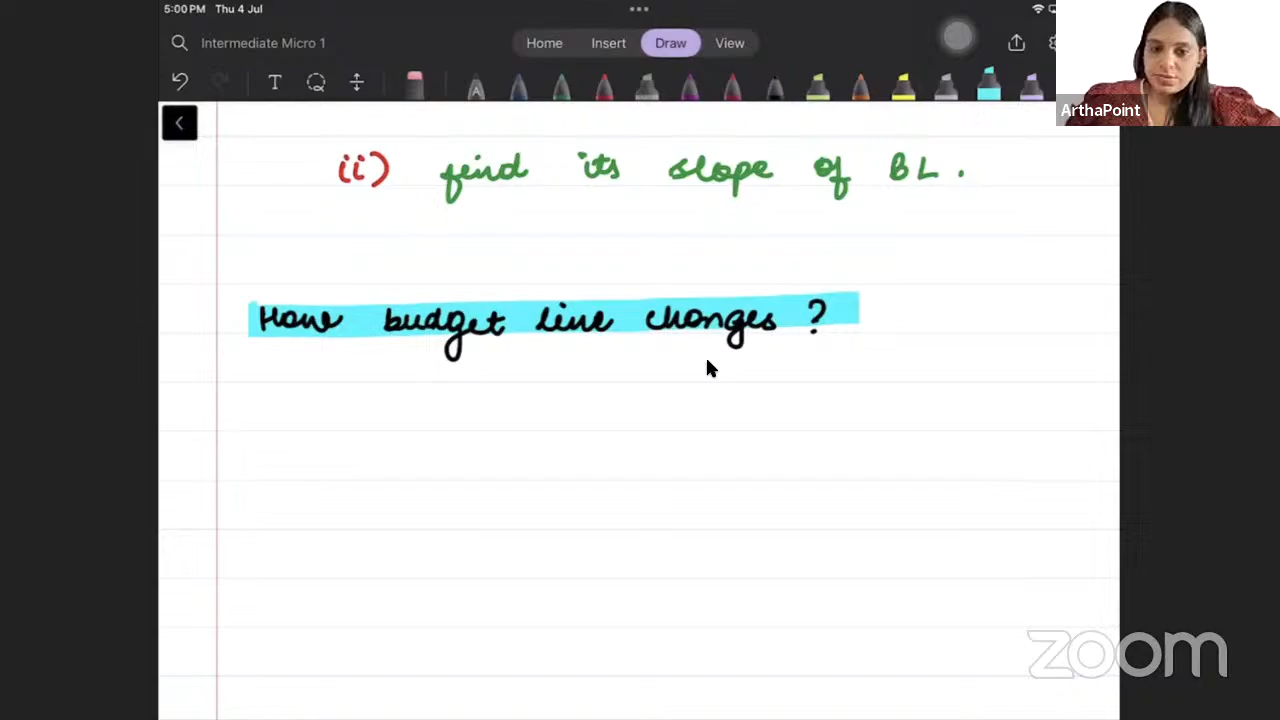 5:00 PM Thu 4 Jul
Intermediate Micro 1
Home Insert Draw View
T
A
ArthaPoint
(ii) find its slope of BL.
How budget line changes ?
zoom